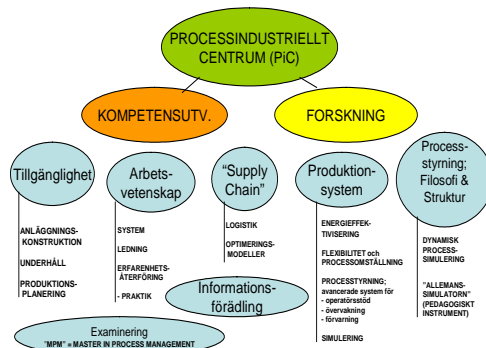 PROCESSINDUSTRIELLT
CENTRUM (PiC)
KOMPETENSUTV.
FORSKNING
Tillgänglighet
ANLÄGGNINGS-
KONSTRUKTION
UNDERHÅLL
PRODUKTIONS-
PLANERING
Arbets-
vetenskap
SYSTEM
LEDNING
ERFARENHETS-
ÅTERFÖRING
- PRAKTIK
"Supply
Chain"
LOGISTIK
OPTIMERINGS-
MODELLER
Produktion-
system
ENERGIEFFEK-
TIVISERING
FLEXIBILITET och
PROCESSOMSTÄLLNING
PROCESSTYRNING;
avancerade system för
- operatörsstöd
- övervakning
- förvarning
SIMULERING
Process-
styrning;
Filosofi &
Struktur
DYNAMISK
PROCESS-
SIMULERING
"ALLEMANS-
SIMULATORN"
(PEDAGOGISKT
INSTRUMENT)
Informations-
förädling
Examinering
"MPM" = MASTER IN PROCESS MANAGEMENT